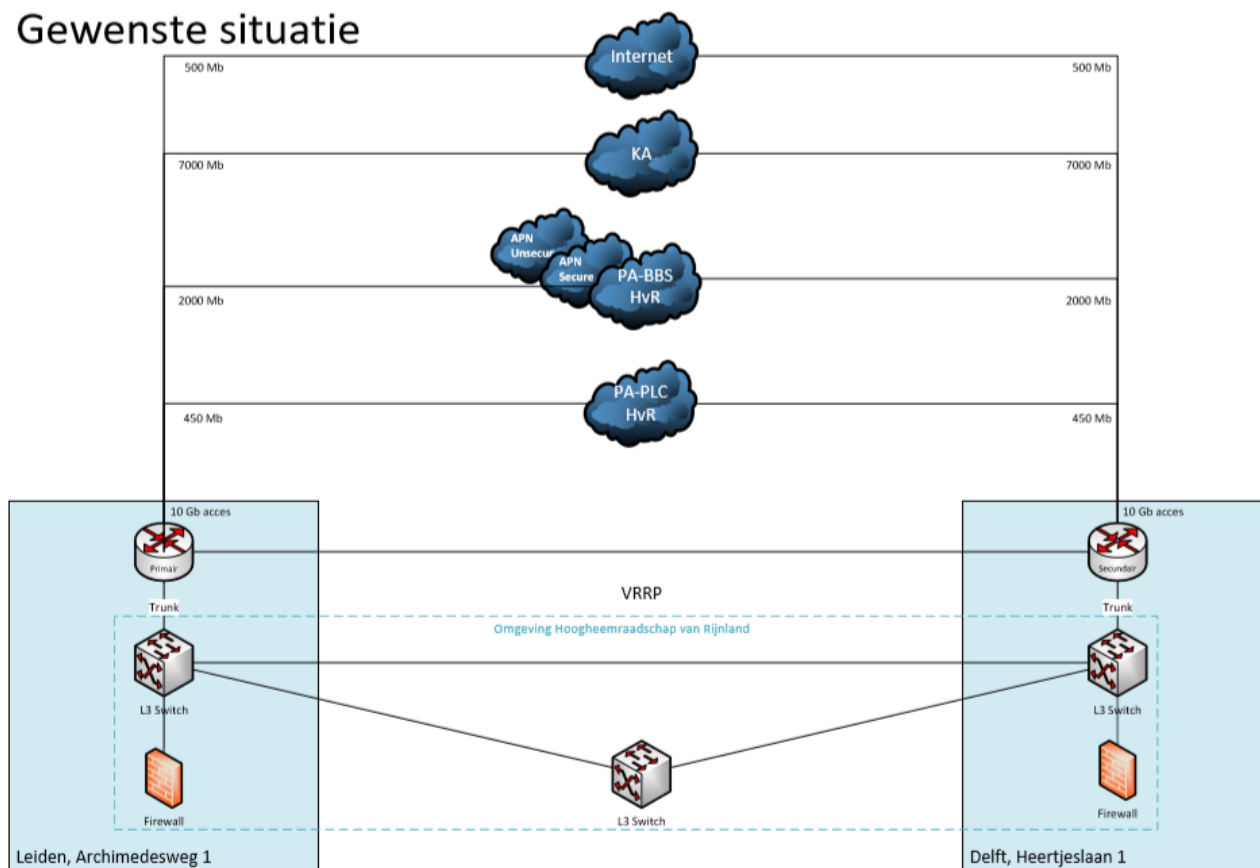 Gewenste situatie
Internet
500 Mb
500 Mb
KA
7000 Mb
7000 Mb
APN
Unsecur
APN
Secure
PA-BBS
HvR
2000 Mb
2000 Mb
PA-PLC
HvR
450 Mb
450 Mb
10 Gb acces
10 Gb acces
Primair
Secundair
VRRP
Trunk
Trunk
Omgeving Hoogheemraadschap van Rijnland
L3 Switch
L3 Switch
Firewall
L3 Switch
Firewall
Leiden, Archimedesweg 1
Delft, Heertjeslaan 1